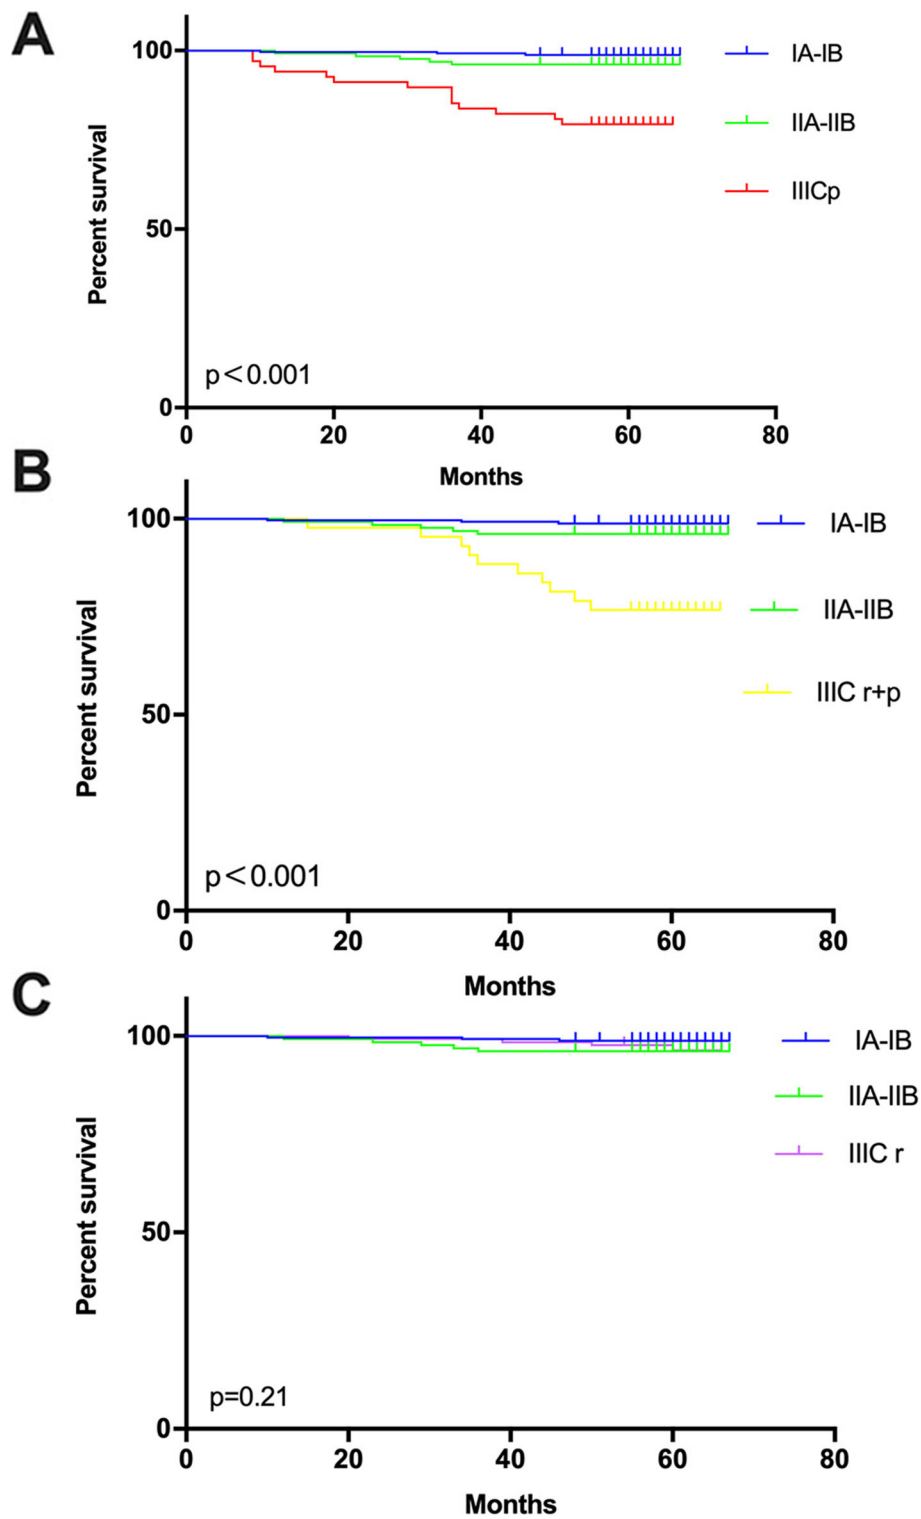 A
Percent survival
100
50
0
0 20 40 60 80
Months
p<0.001
IA-IB
IIA-IIB
IIICp
B
Percent survival
100
50
0
0 20 40 60 80
Months
p<0.001
IA-IB
IIA-IIB
IIIC r+p
C
Percent survival
100
50
0
0 20 40 60 80
Months
p=0.21
IA-IB
IIA-IIB
IIIC r